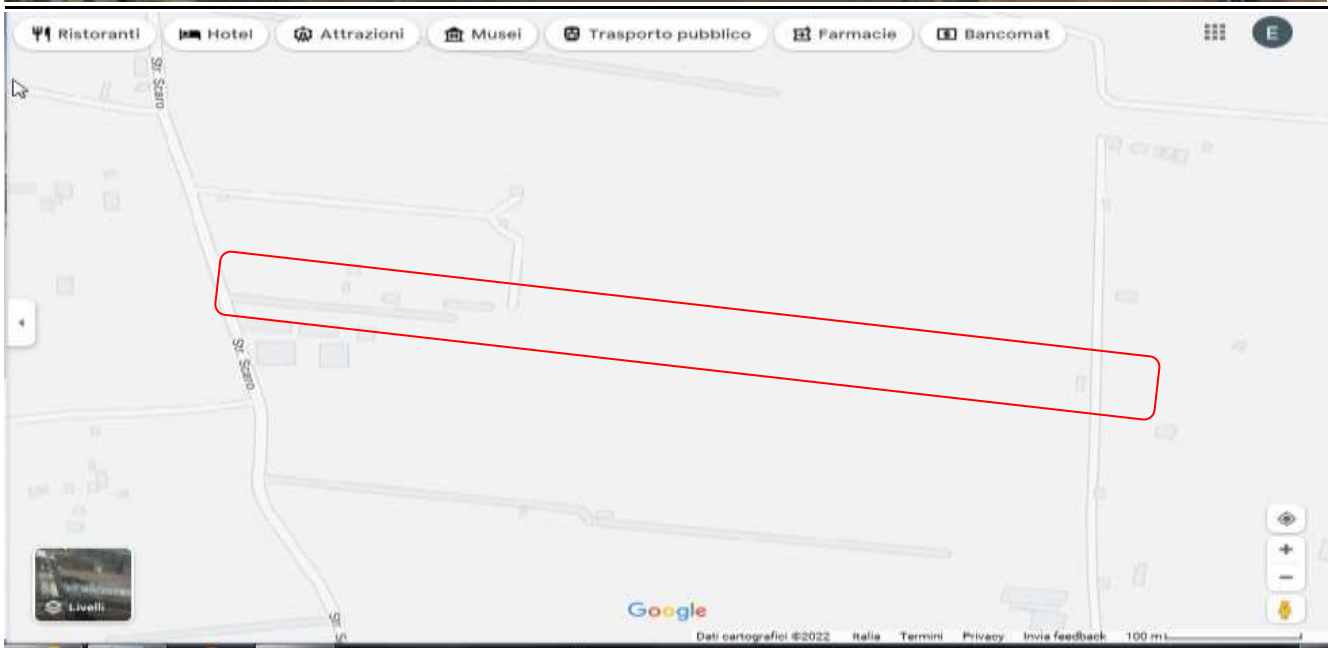 Ristoranti Hotel Attrazioni Musei Trasporto pubblico Farmacie Bancomat E
Str. Scaro
Str. Scaro
Livelli
Google
Dati cartografici ©2022 Italia Termini Privacy Invia feedback 100 m